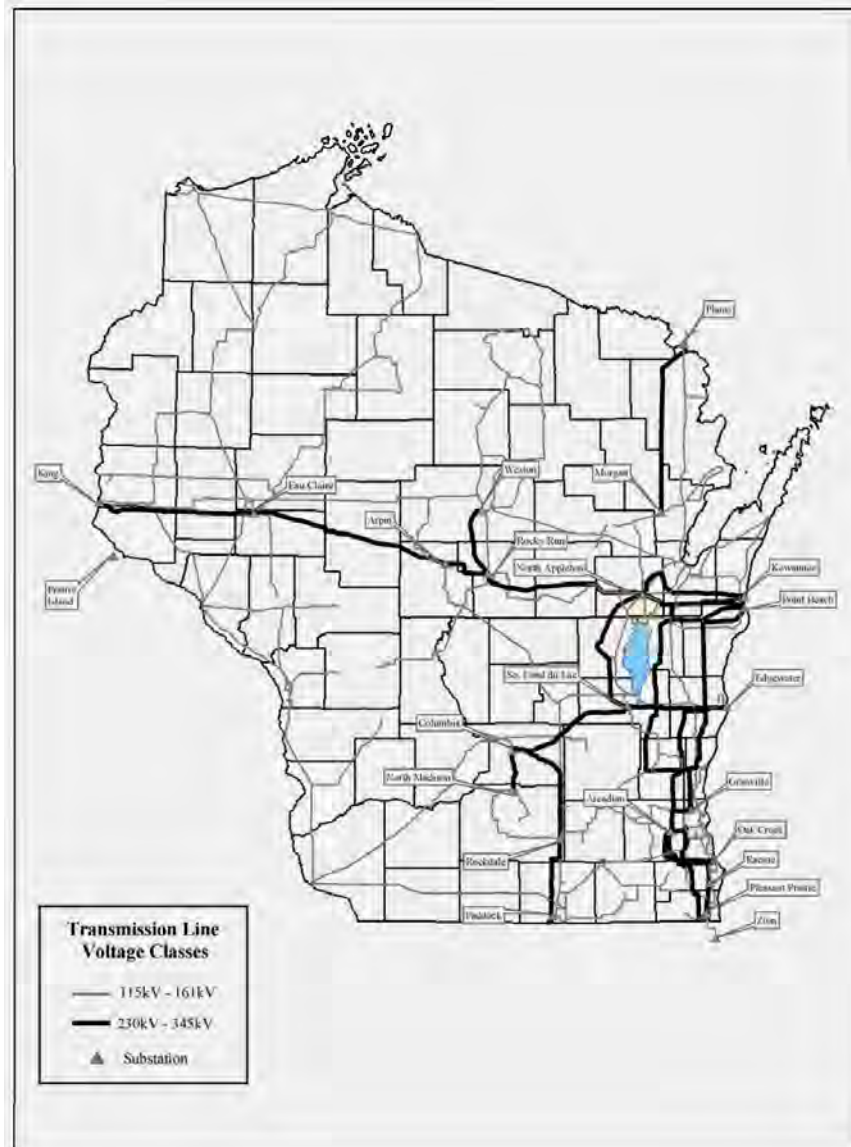 Plains
King
Eau Claire
Weston
Morgan
Arpin
Rocky Run
North Appleton
Kewaunee
Prairie
Island
Point Beach
So. Fond du Lac
Edgewater
Columbia
North Madison
Granville
Arcadian
Oak Creek
Rockdale
Racine
Pleasant Prairie
Paddock
Zion
Transmission Line
Voltage Classes
115kV - 161kV
230kV - 345kV
Substation